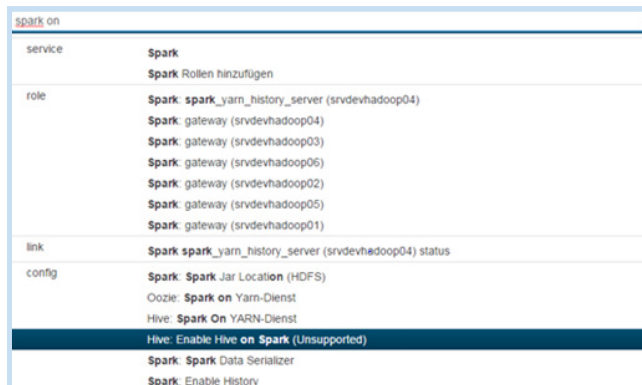 spark on
service Spark
Spark Rollen hinzufügen
role Spark: spark_yarn_history_server (srvdevhadoop04)
Spark: gateway (srvdevhadoop04)
Spark: gateway (srvdevhadoop03)
Spark: gateway (srvdevhadoop06)
Spark: gateway (srvdevhadoop02)
Spark: gateway (srvdevhadoop05)
Spark: gateway (srvdevhadoop01)
link Spark spark_yarn_history_server (srvdevhadoop04) status
config Spark: Spark Jar Location (HDFS)
Oozie: Spark on Yarn-Dienst
Hive: Spark On YARN-Dienst
Hive: Enable Hive on Spark (Unsupported)
Spark: Spark Data Serializer
Spark: Enable History